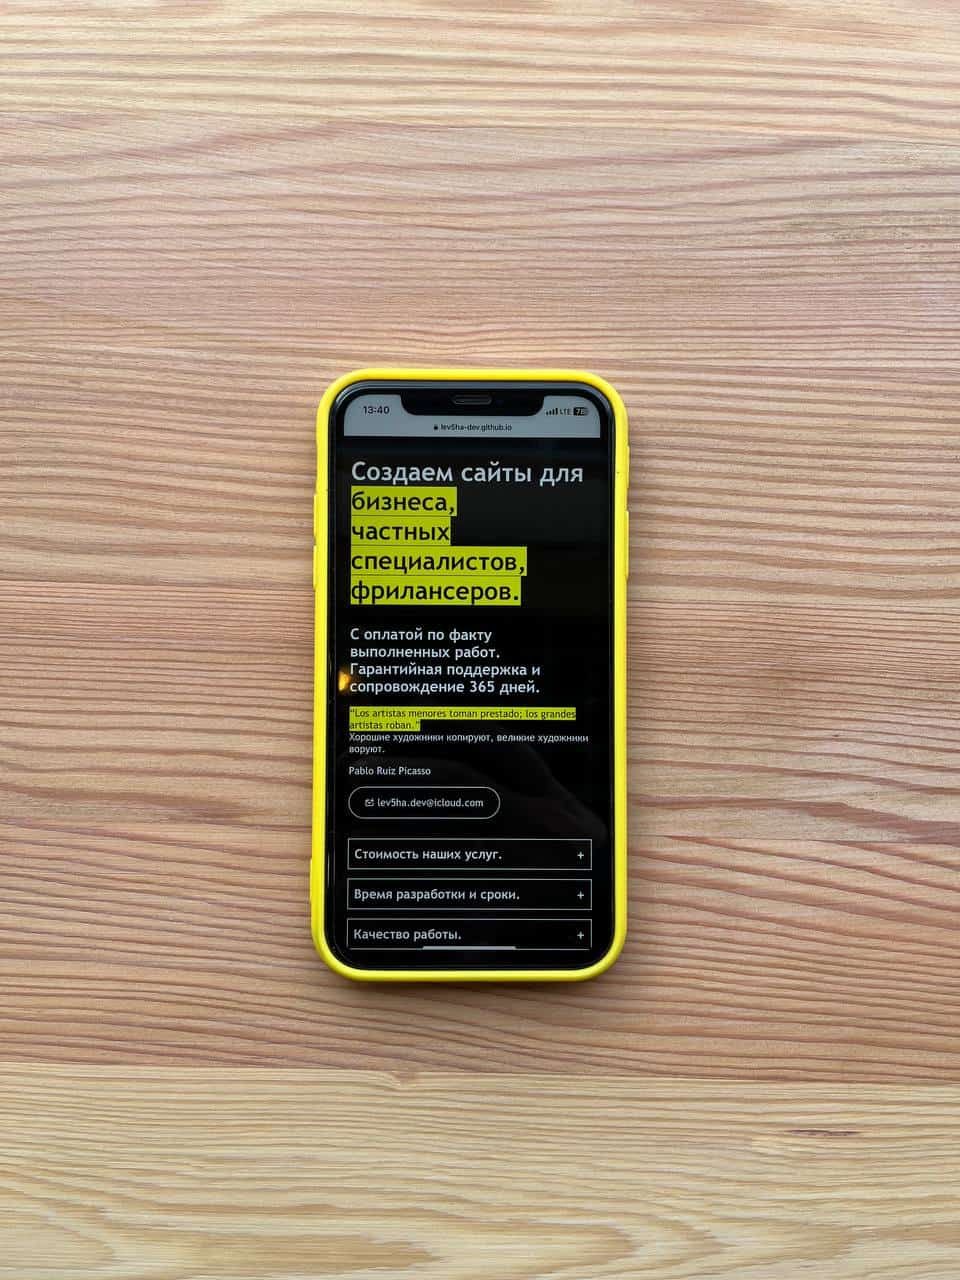 13:40
LTE 78
lev5ha-dev.github.io
Создаем сайты для
бизнеса,
частных
специалистов,
фрилансеров.
С оплатой по факту
выполненных работ.
Гарантийная поддержка и
сопровождение 365 дней.
"Los artistas menores toman prestado; los grandes
artistas roban."
Хорошие художники копируют, великие художники
воруют.
Pablo Ruiz Picasso
lev5ha.dev@icloud.com
Стоимость наших услуг. +
Время разработки и сроки. +
Качество работы. +